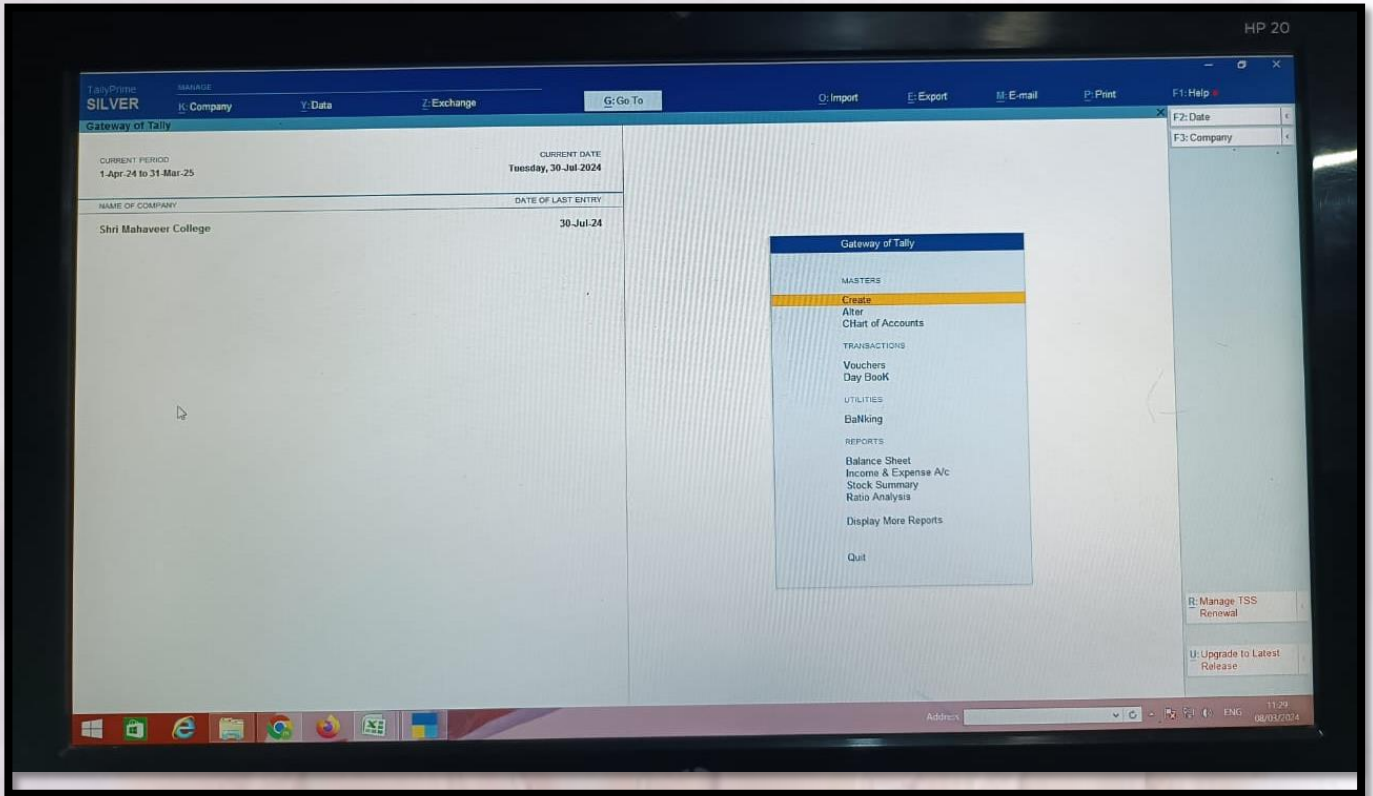 HP 20
TallyPrime
SILVER
MANAGE
K: Company
Y: Data
Z: Exchange
G: Go To
O: Import
E: Export
M: E-mail
P: Print
F1: Help
Gateway of Tally
F2: Date
F3: Company
CURRENT PERIOD
1-Apr-24 to 31-Mar-25
CURRENT DATE
Tuesday, 30-Jul-2024
NAME OF COMPANY
DATE OF LAST ENTRY
Shri Mahaveer College
30-Jul-24
Gateway of Tally
MASTERS
Create
Alter
CHart of Accounts
TRANSACTIONS
Vouchers
Day BooK
UTILITIES
BaNking
REPORTS
Balance Sheet
Income & Expense A/c
Stock Summary
Ratio Analysis
Display More Reports
Quit
R: Manage TSS
Renewal
U: Upgrade to Latest
Release
Address
ENG
11:29
08/03/2024